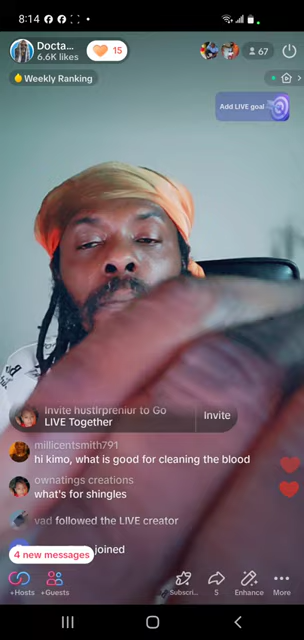 8:14
Docta...
6.6K likes
15
67
Weekly Ranking
Add LIVE goal
Invite hustlrpreniur to Go
LIVE Together
Invite
millicentsmith791
hi kimo, what is good for cleaning the blood
ownatings creations
what's for shingles
vad followed the LIVE creator
4 new messages
joined
+Hosts
+Guests
Subscri...
5
Enhance
More